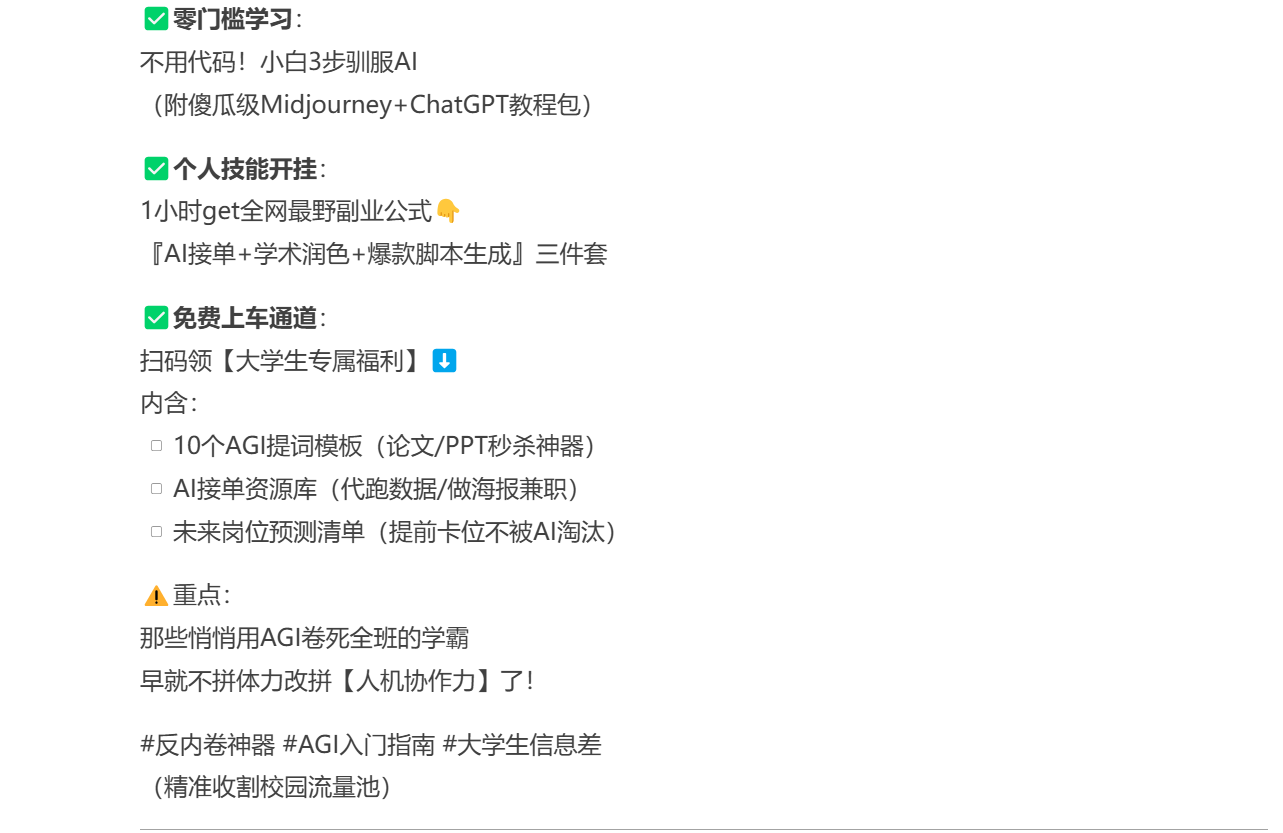 ✅零门槛学习：
不用代码！小白3步驯服AI
（附傻瓜级Midjourney+ChatGPT教程包）
✅个人技能开挂：
1小时get全网最野副业公式👇
『AI接单+学术润色+爆款脚本生成』三件套
✅免费上车通道：
扫码领【大学生专属福利】⬇️
内含：
▫️10个AGI提词模板（论文/PPT秒杀神器）
▫️AI接单资源库（代跑数据/做海报兼职）
▫️未来岗位预测清单（提前卡位不被AI淘汰）
⚠️重点：
那些悄悄用AGI卷死全班的学霸
早就不拼体力改拼【人机协作力】了！
#反内卷神器 #AGI入门指南 #大学生信息差
（精准收割校园流量池）